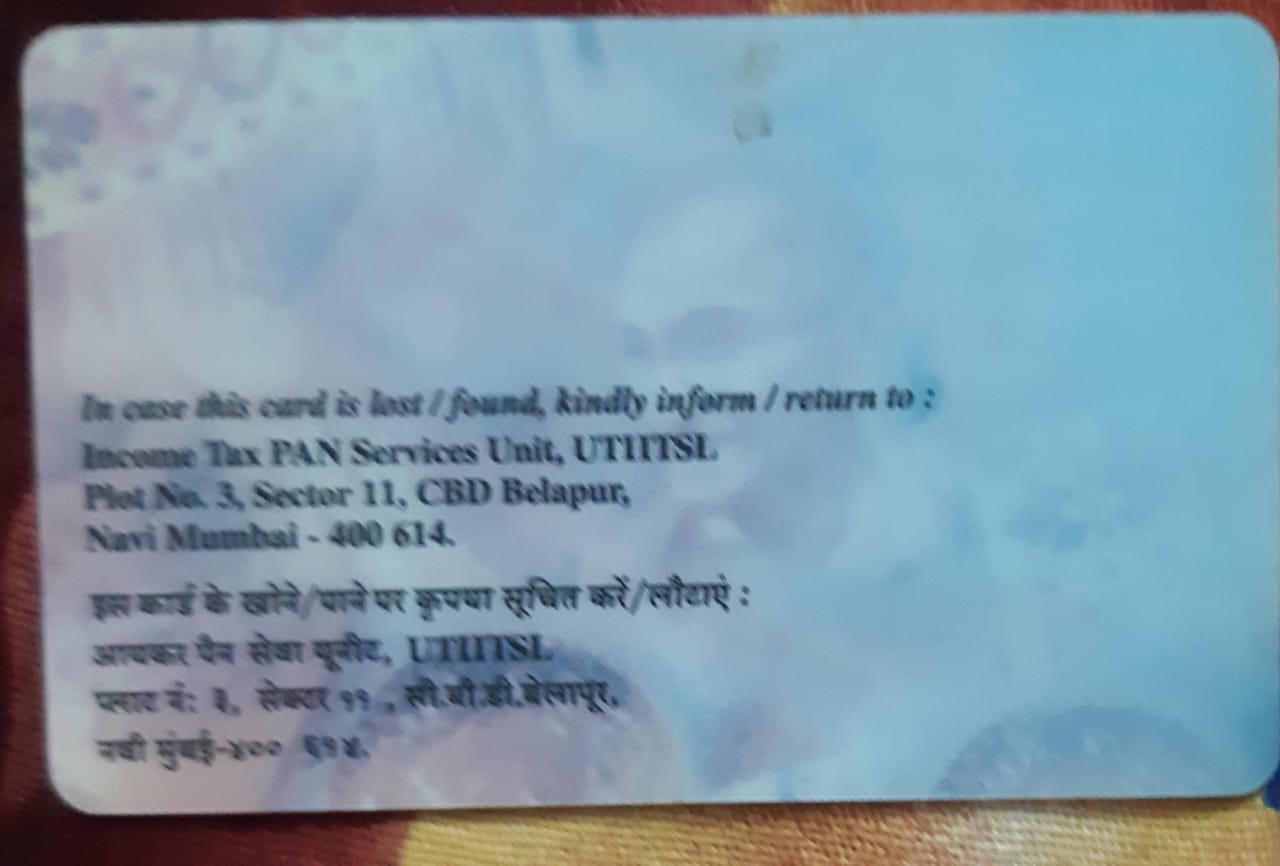 In case this card is lost / found, kindly inform / return to :
Income Tax PAN Services Unit, UTIITSL
Plot No. 3, Sector 11, CBD Belapur,
Navi Mumbai - 400 614.
इस कार्ड के खोने/पाने पर कृपया सूचित करें/लौटाएं :
आयकर पैन सेवा यूनीट, UTIITSL
प्लाट नं: ३, सेक्टर ११ , सी.बी.डी.बेलापूर,
नवी मुंबई-४०० ६१४.